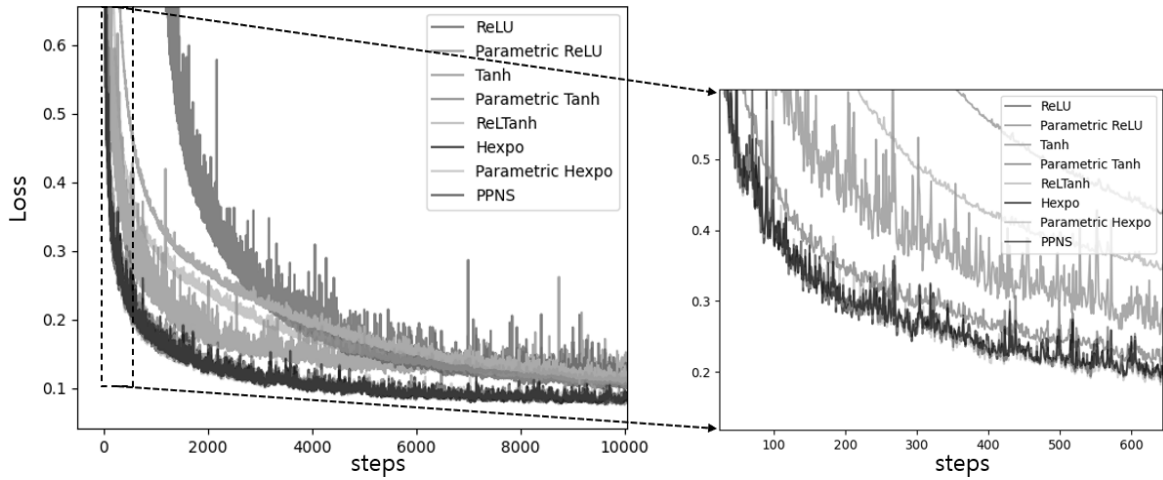 0.6
0.5
0.4
0.3
0.2
0.1
Loss
0
2000
4000
6000
8000
10000
steps
ReLU
Parametric ReLU
Tanh
Parametric Tanh
ReLTanh
Hexpo
Parametric Hexpo
PPNS
0.5
0.4
0.3
0.2
100
200
300
400
500
600
steps
ReLU
Parametric ReLU
Tanh
Parametric Tanh
ReLTanh
Hexpo
Parametric Hexpo
PPNS